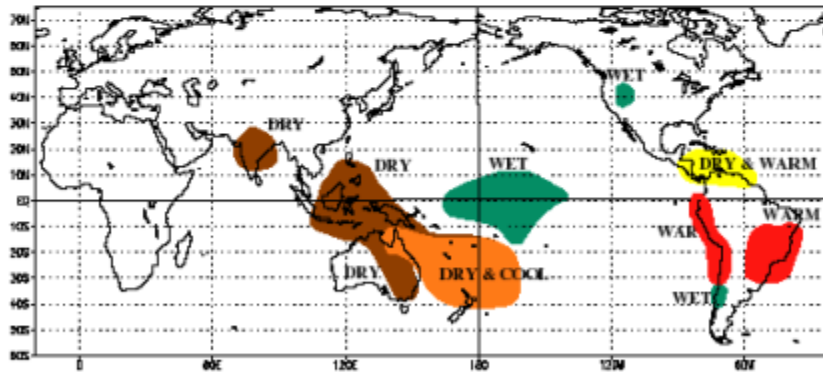 70N
60N
50N
WET
40N
30N
DRY
20N
DRY
WET
DRY & WARM
10N
EQ
WARM
10S
WAR
20S
DRY
DRY & COOL
30S
WET
40S
50S
60S
0
60E
120E
180
120W
60W